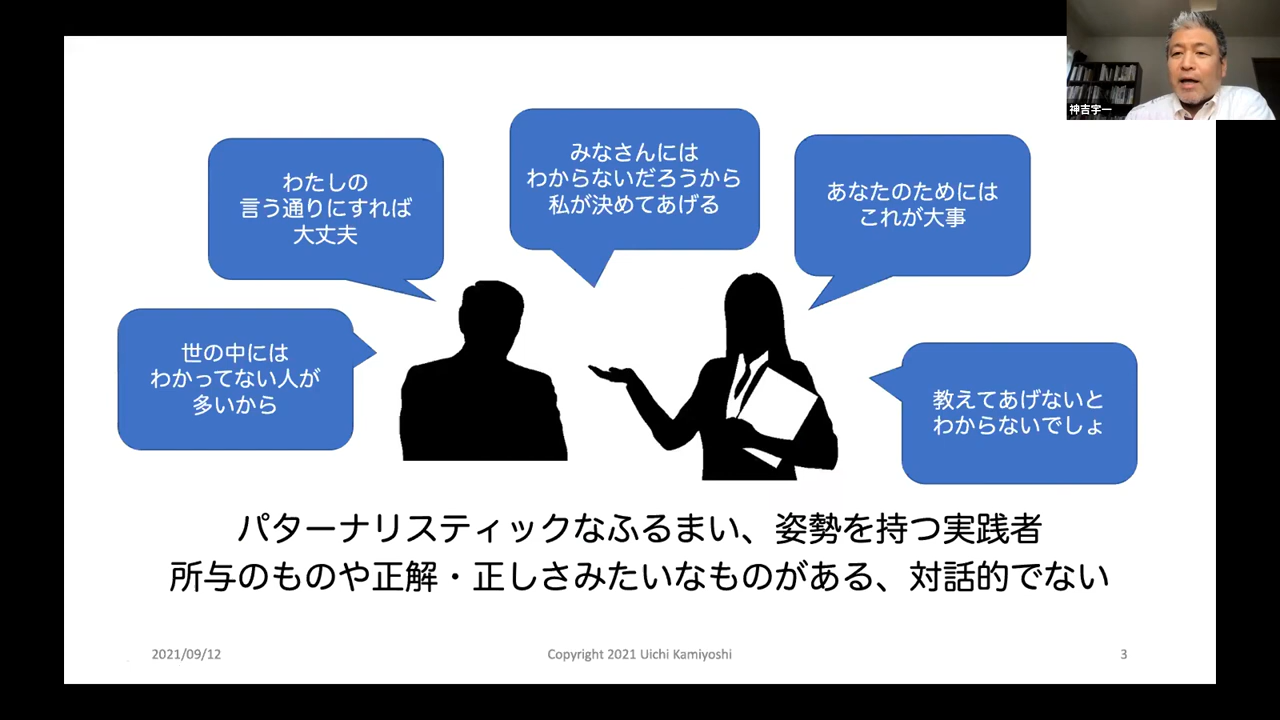 神吉宇一
わたしの
言う通りにすれば
大丈夫
みなさんには
わからないだろうから
私が決めてあげる
あなたのためには
これが大事
世の中には
わかってない人が
多いから
教えてあげないと
わからないでしょ
パターナリスティックなふるまい、姿勢を持つ実践者
所与のものや正解・正しさみたいなものがある、対話的でない
2021/09/12
Copyright 2021 Uichi Kamiyoshi
3